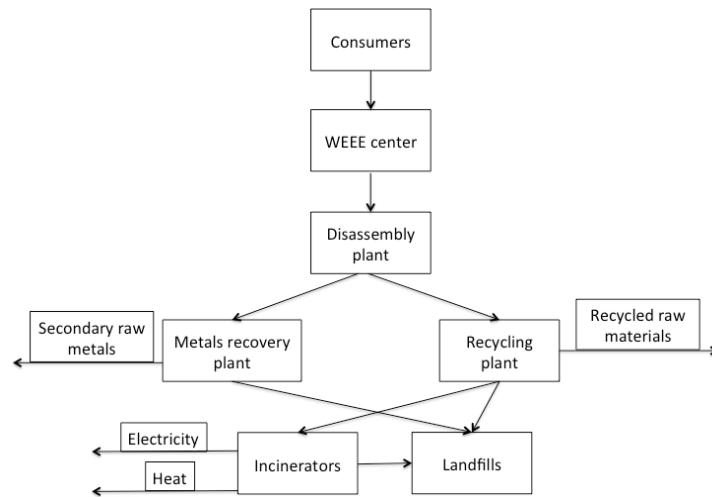 Consumers
WEEE center
Disassembly
plant
Secondary raw
metals
Metals recovery
plant
Recycling
plant
Recycled raw
materials
Electricity
Heat
Incinerators
Landfills